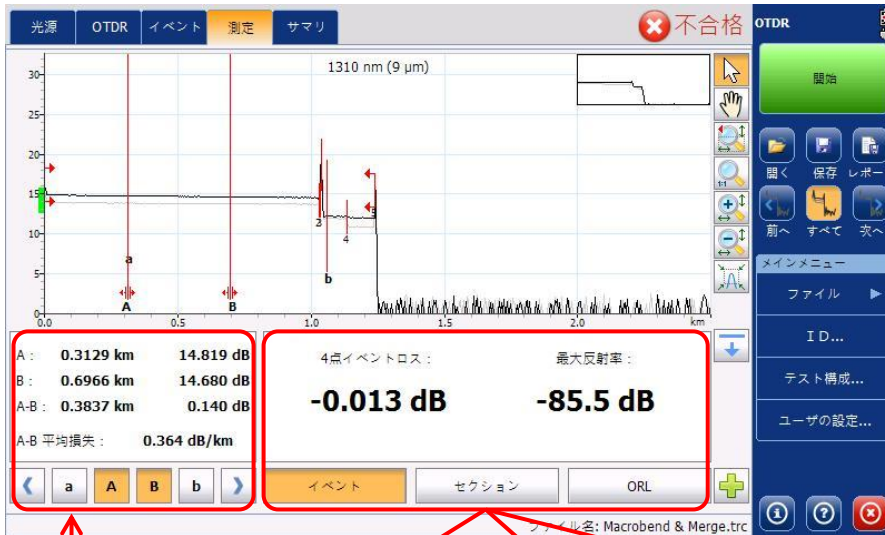 光源 OTDR イベント 測定 サマリ
不合格
OTDR
1310 nm (9 µm)
30
25
20
15
10
5
0
0.0 0.5 1.0 1.5 2.0 km
a
A
B
b
3
4
5
開始
開く 保存 レポー
前へ すべて 次へ
メインメニュー
ファイル
ID...
テスト構成...
ユーザの設定...
A : 0.3129 km 14.819 dB
B : 0.6966 km 14.680 dB
A-B : 0.3837 km 0.140 dB
A-B 平均損失 : 0.364 dB/km
4点イベントロス :
-0.013 dB
最大反射率 :
-85.5 dB
a A B b
イベント セクション ORL
ファイル名: Macrobend & Merge.trc